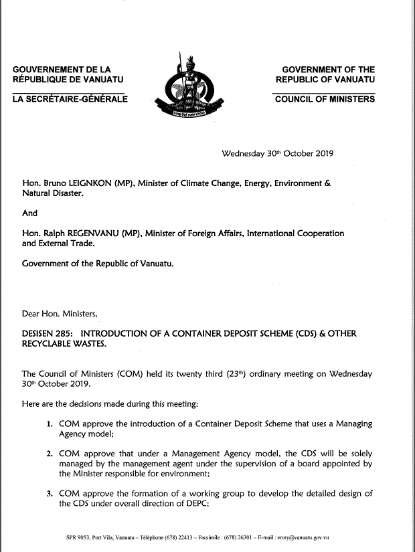 GOUVERNEMENT DE LA
RÉPUBLIQUE DE VANUATU
LA SECRÉTAIRE-GÉNÉRALE
GOVERNMENT OF THE
REPUBLIC OF VANUATU
COUNCIL OF MINISTERS
Wednesday 30th October 2019
Hon. Bruno LEIGNKON (MP), Minister of Climate Change, Energy, Environment &
Natural Disaster.
And
Hon. Ralph REGENVANU (MP), Minister of Foreign Affairs, International Cooperation
and External Trade.
Government of the Republic of Vanuatu.
Dear Hon. Ministers,
DESISEN 285: INTRODUCTION OF A CONTAINER DEPOSIT SCHEME (CDS) & OTHER
RECYCLABLE WASTES.
The Council of Ministers (COM) held its twenty third (23rd) ordinary meeting on Wednesday
30th October 2019.
Here are the decisions made during this meeting:
1. COM approve the introduction of a Container Deposit Scheme that uses a Managing
Agency model;
2. COM approve that under a Management Agency model, the CDS will be solely
managed by the management agent under the supervision of a board appointed by the
Minister responsible for environment;
3. COM approve the formation of a working group to develop the detailed design of
the CDS under overall direction of DEPC;
SPR 9053, Port Vila, Vanuatu – Téléphone (678) 22413 – Facsimile : (678) 26301 – E-mail :